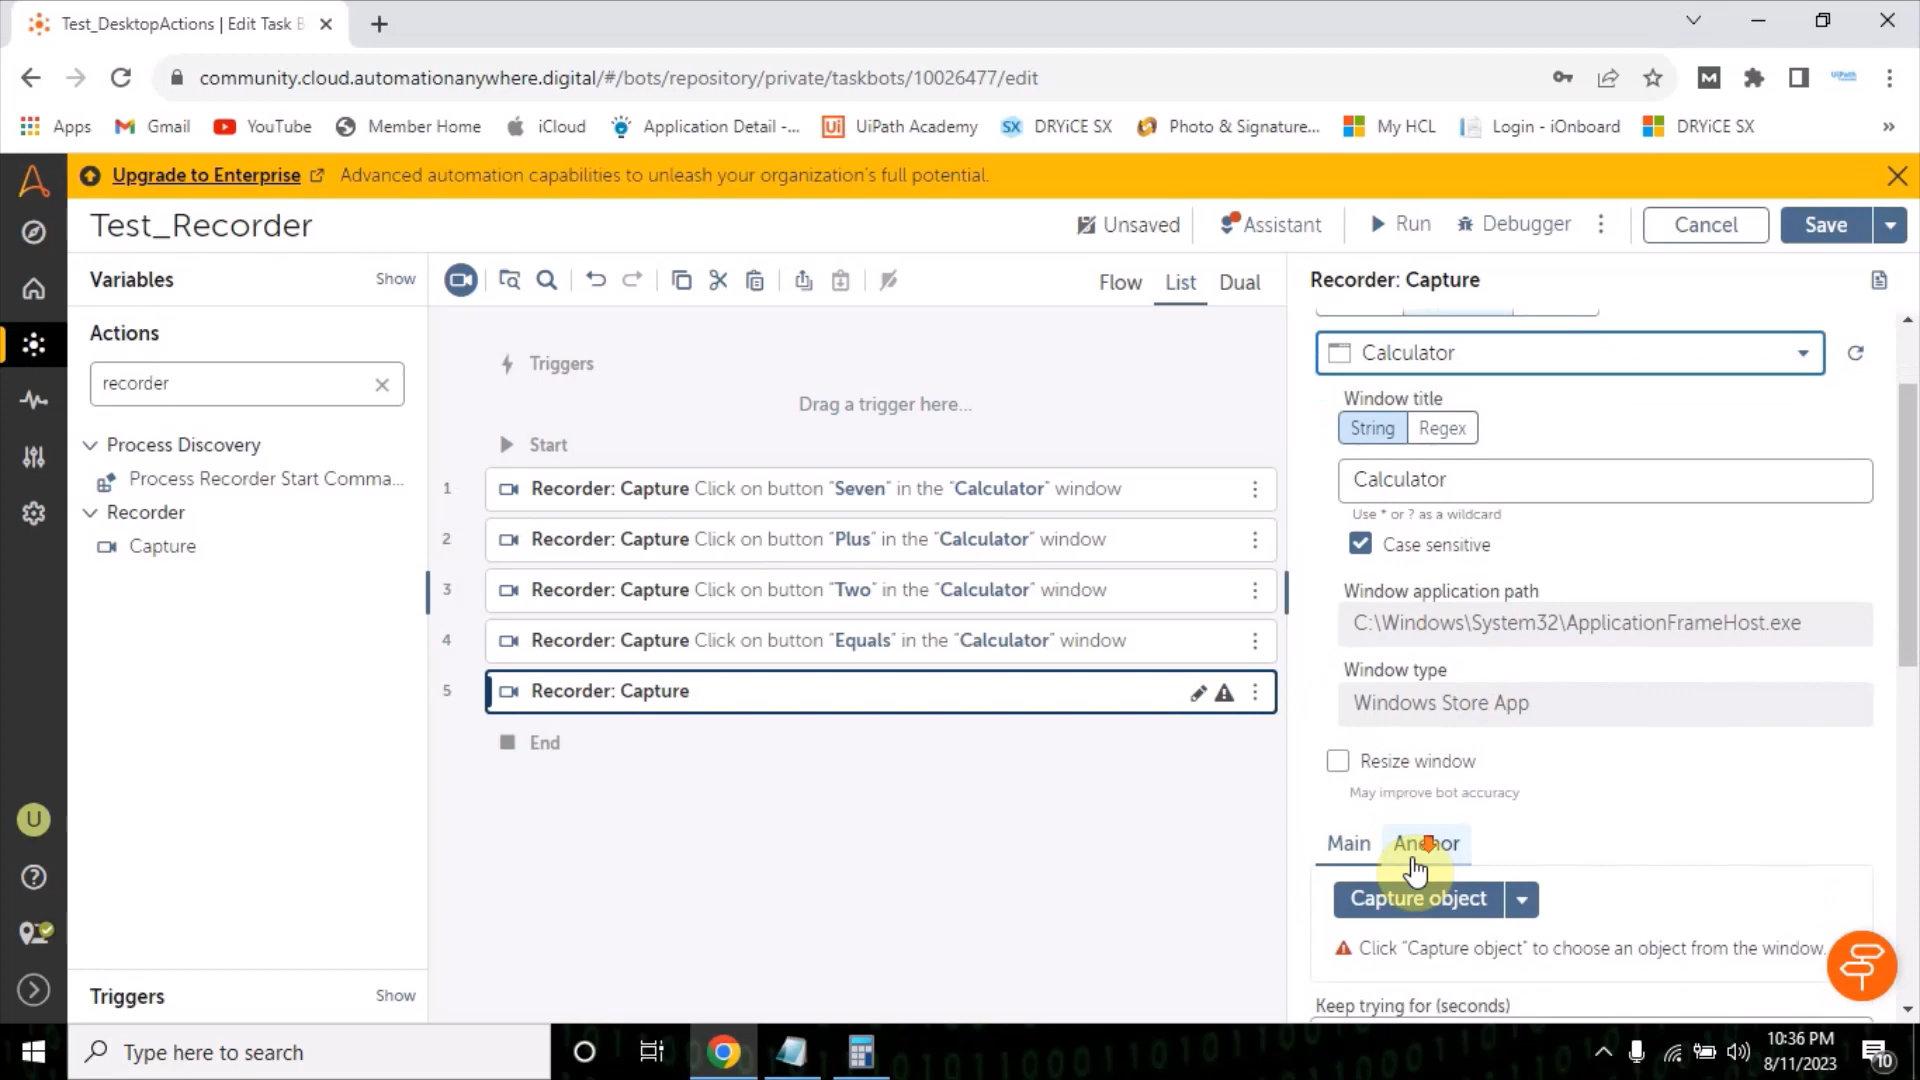 Test_DesktopActions | Edit Task B
community.cloud.automationanywhere.digital/#/bots/repository/private/taskbots/10026477/edit
M
UiPath
Apps
Gmail
YouTube
Member Home
iCloud
Application Detail -...
Ui
UiPath Academy
SX
DRYiCE SX
Photo & Signature...
My HCL
Login - iOnboard
DRYiCE SX
»
Upgrade to Enterprise
Advanced automation capabilities to unleash your organization's full potential.
Test_Recorder
Unsaved
Assistant
Run
Debugger
Cancel
Save
Variables
Show
Flow
List
Dual
Recorder: Capture
Actions
recorder
Process Discovery
Process Recorder Start Comma...
Recorder
Capture
Triggers
Show
Triggers
Drag a trigger here...
Start
1 Recorder: Capture Click on button "Seven" in the "Calculator" window
2 Recorder: Capture Click on button "Plus" in the "Calculator" window
3 Recorder: Capture Click on button "Two" in the "Calculator" window
4 Recorder: Capture Click on button "Equals" in the "Calculator" window
5 Recorder: Capture
End
Calculator
Window title
String
Regex
Calculator
Use * or ? as a wildcard
Case sensitive
Window application path
C:\Windows\System32\ApplicationFrameHost.exe
Window type
Windows Store App
Resize window
May improve bot accuracy
Main
Anchor
Capture object
Click "Capture object" to choose an object from the window.
Keep trying for (seconds)
U
Type here to search
10:36 PM
8/11/2023
10